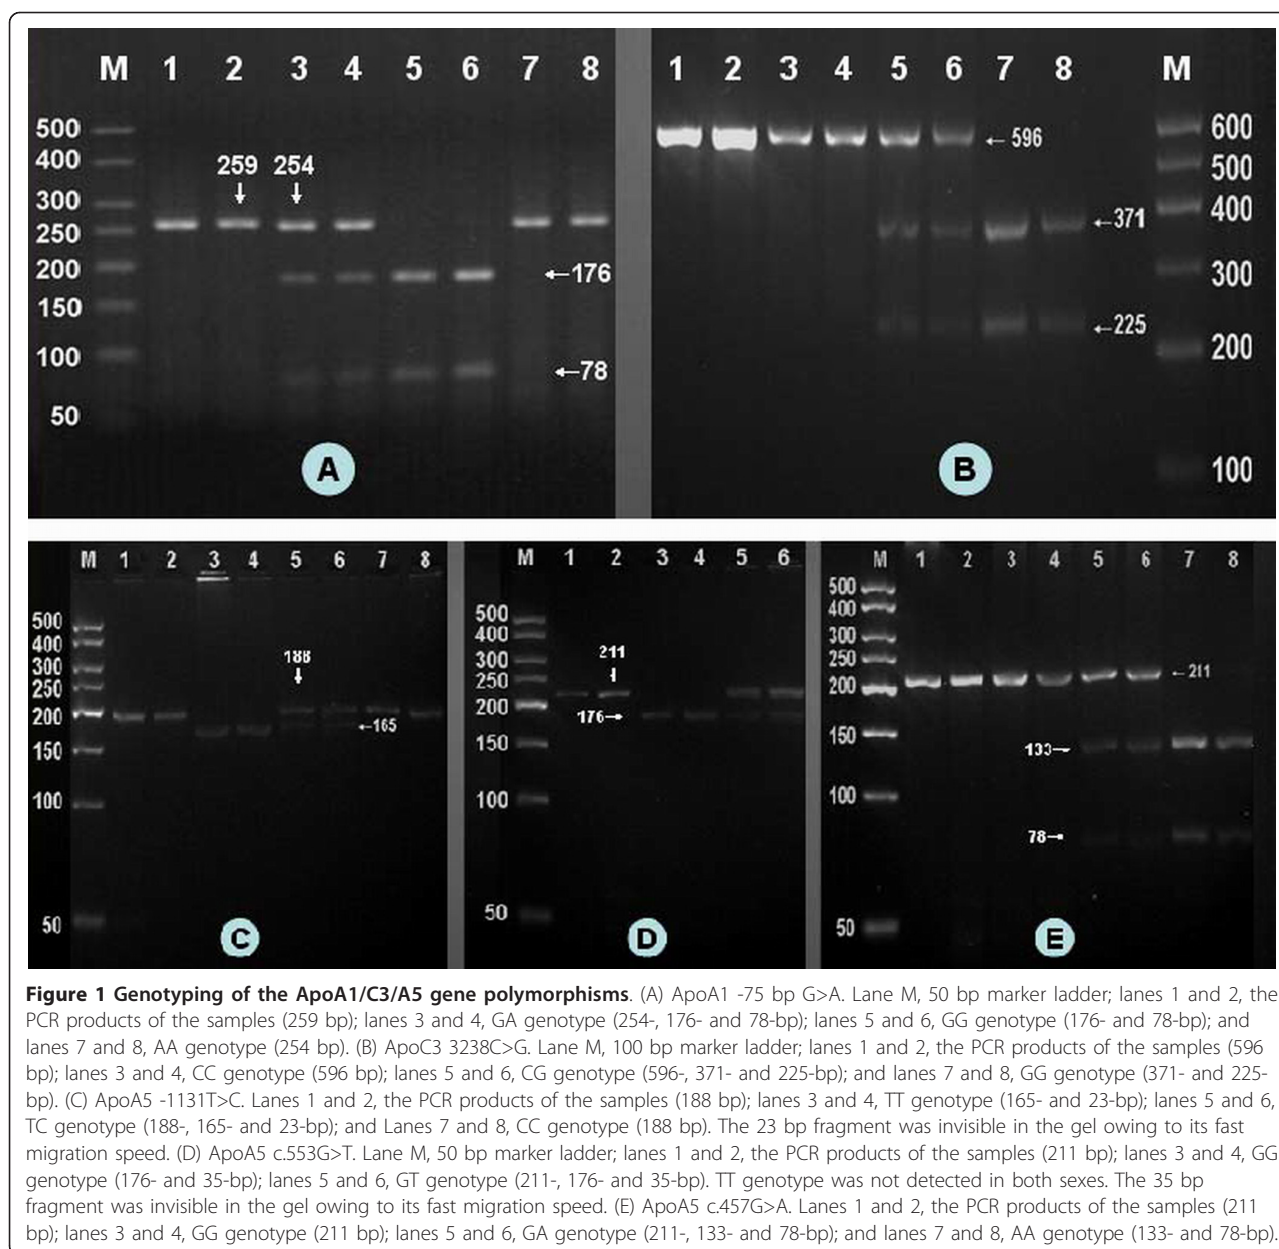 M 1 2 3 4 5 6 7 8
500
400
300
250
200
150
100
50
259 254
←176
←78
A
1 2 3 4 5 6 7 8 M
←596
←371
←225
600
500
400
300
200
100
B
M 1 2 3 4 5 6 7 8
500
400
300
250
200
150
100
50
188
←165
C
M 1 2 3 4 5 6
500
400
300
250
200
150
100
50
211
176
D
M 1 2 3 4 5 6 7 8
500
400
300
250
200
150
100
50
←211
133
78
E
Figure 1 Genotyping of the ApoA1/C3/A5 gene polymorphisms. (A) ApoA1 -75 bp G>A. Lane M, 50 bp marker ladder; lanes 1 and 2, the
PCR products of the samples (259 bp); lanes 3 and 4, GA genotype (254-, 176- and 78-bp); lanes 5 and 6, GG genotype (176- and 78-bp); and
lanes 7 and 8, AA genotype (254 bp). (B) ApoC3 3238C>G. Lane M, 100 bp marker ladder; lanes 1 and 2, the PCR products of the samples (596
bp); lanes 3 and 4, CC genotype (596 bp); lanes 5 and 6, CG genotype (596-, 371- and 225-bp); and lanes 7 and 8, GG genotype (371- and 225-
bp). (C) ApoA5 -1131T>C. Lanes 1 and 2, the PCR products of the samples (188 bp); lanes 3 and 4, TT genotype (165- and 23-bp); lanes 5 and 6,
TC genotype (188-, 165- and 23-bp); and Lanes 7 and 8, CC genotype (188 bp). The 23 bp fragment was invisible in the gel owing to its fast
migration speed. (D) ApoA5 c.553G>T. Lane M, 50 bp marker ladder; lanes 1 and 2, the PCR products of the samples (211 bp); lanes 3 and 4, GG
genotype (176- and 35-bp); lanes 5 and 6, GT genotype (211-, 176- and 35-bp). TT genotype was not detected in both sexes. The 35 bp
fragment was invisible in the gel owing to its fast migration speed. (E) ApoA5 c.457G>A. Lanes 1 and 2, the PCR products of the samples (211
bp); lanes 3 and 4, GG genotype (211 bp); lanes 5 and 6, GA genotype (211-, 133- and 78-bp); and lanes 7 and 8, AA genotype (133- and 78-bp).